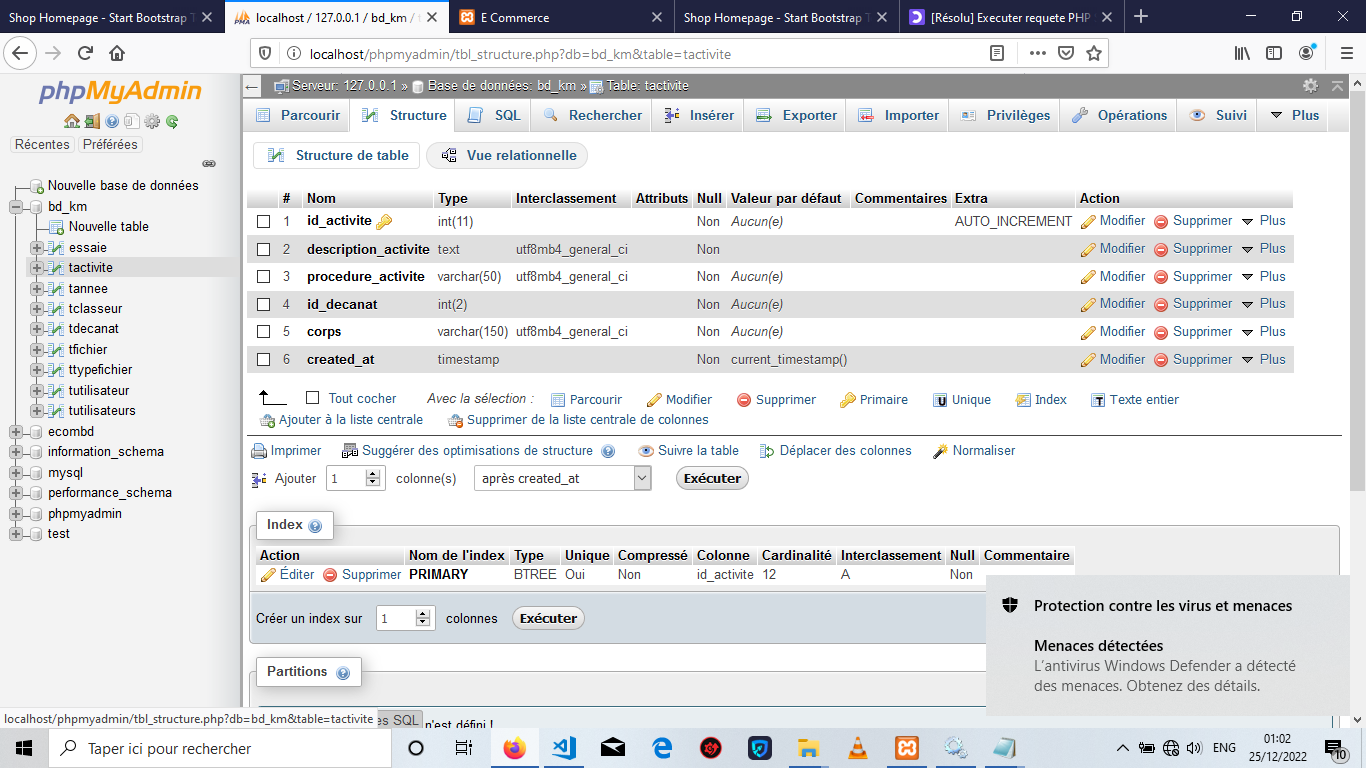 Shop Homepage - Start Bootstrap T
localhost / 127.0.0.1 / bd_km / t
E Commerce
Shop Homepage - Start Bootstrap T
[Résolu] Executer requete PHP S
localhost/phpmyadmin/tbl_structure.php?db=bd_km&table=tactivite
phpMyAdmin
Récentes Préférées
Nouvelle base de données
bd_km
Nouvelle table
essaie
tactivite
tannee
tclasseur
tdecanat
tfichier
ttypefichier
tutilisateur
tutilisateurs
ecombd
information_schema
mysql
performance_schema
phpmyadmin
test
Serveur: 127.0.0.1 » Base de données: bd_km » Table: tactivite
Parcourir Structure SQL Rechercher Insérer Exporter Importer Privilèges Opérations Suivi Plus
Structure de table Vue relationnelle
# Nom Type Interclassement Attributs Null Valeur par défaut Commentaires Extra Action
1 id_activite int(11) Non Aucun(e) AUTO_INCREMENT Modifier Supprimer Plus
2 description_activite text utf8mb4_general_ci Non Modifier Supprimer Plus
3 procedure_activite varchar(50) utf8mb4_general_ci Non Aucun(e) Modifier Supprimer Plus
4 id_decanat int(2) Non Aucun(e) Modifier Supprimer Plus
5 corps varchar(150) utf8mb4_general_ci Non Aucun(e) Modifier Supprimer Plus
6 created_at timestamp Non current_timestamp() Modifier Supprimer Plus
Tout cocher Avec la sélection : Parcourir Modifier Supprimer Primaire Unique Index Texte entier
Ajouter à la liste centrale Supprimer de la liste centrale de colonnes
Imprimer Suggérer des optimisations de structure Suivre la table Déplacer des colonnes Normaliser
Ajouter 1 colonne(s) après created_at Exécuter
Index
Action Nom de l'index Type Unique Compressé Colonne Cardinalité Interclassement Null Commentaire
Éditer Supprimer PRIMARY BTREE Oui Non id_activite 12 A Non
Créer un index sur 1 colonnes Exécuter
Partitions
Protection contre les virus et menaces
Menaces détectées
L'antivirus Windows Defender a détecté
des menaces. Obtenez des détails.
localhost/phpmyadmin/tbl_structure.php?db=bd_km&table=tactivite
es SQL n'est défini !
Taper ici pour rechercher
ENG
01:02
25/12/2022
10